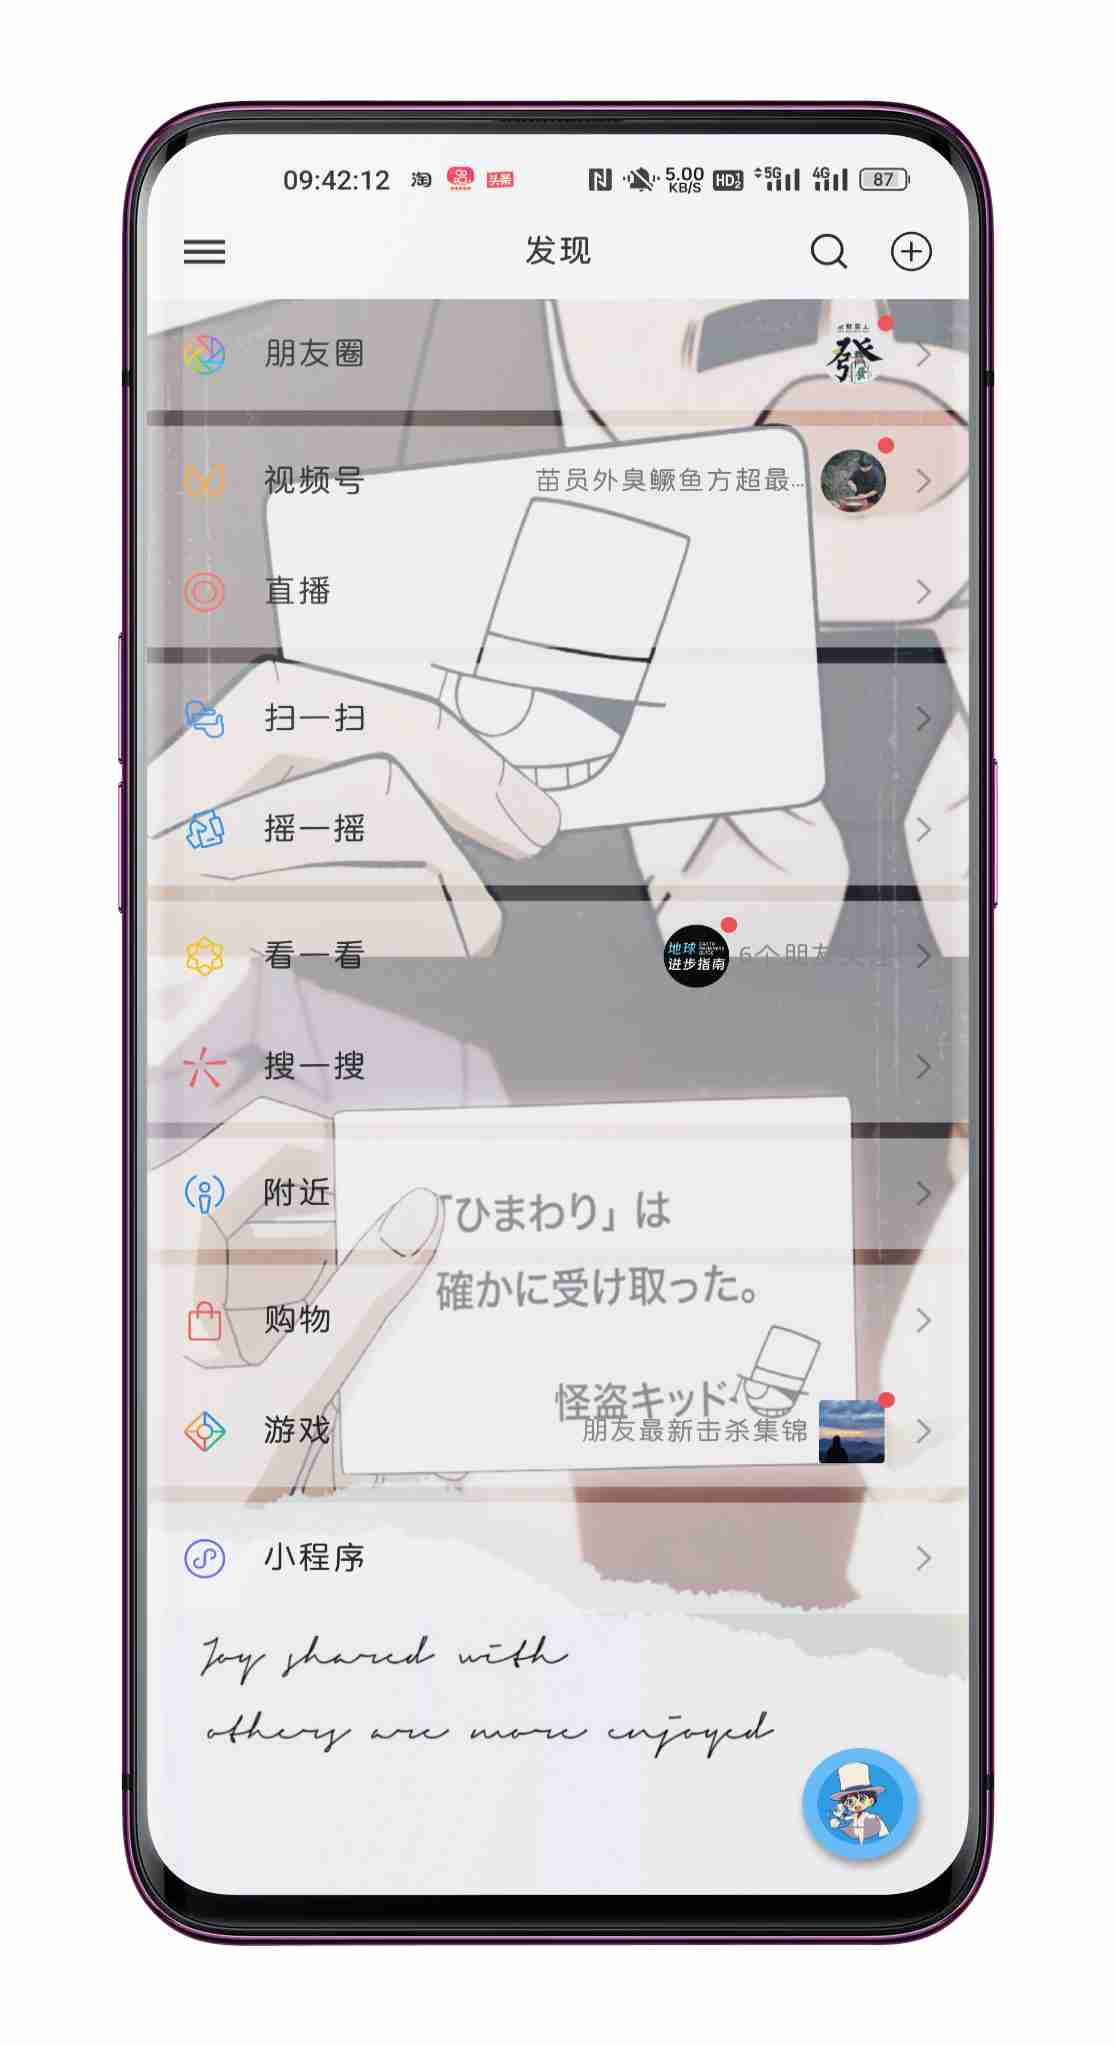 09:42:12 淘 头条 5.00 KB/S HD 1 2 5G 4G 87
发现
朋友圈
發
视频号 苗员外臭鳜鱼方超最...
直播
扫一扫
摇一摇
看一看 地球 进步指南 6个朋友
搜一搜
附近
「ひまわり」は
確かに受け取った。
购物
怪盗キッド
游戏 朋友最新击杀集锦
小程序
Joy shared with
others are more enjoyed